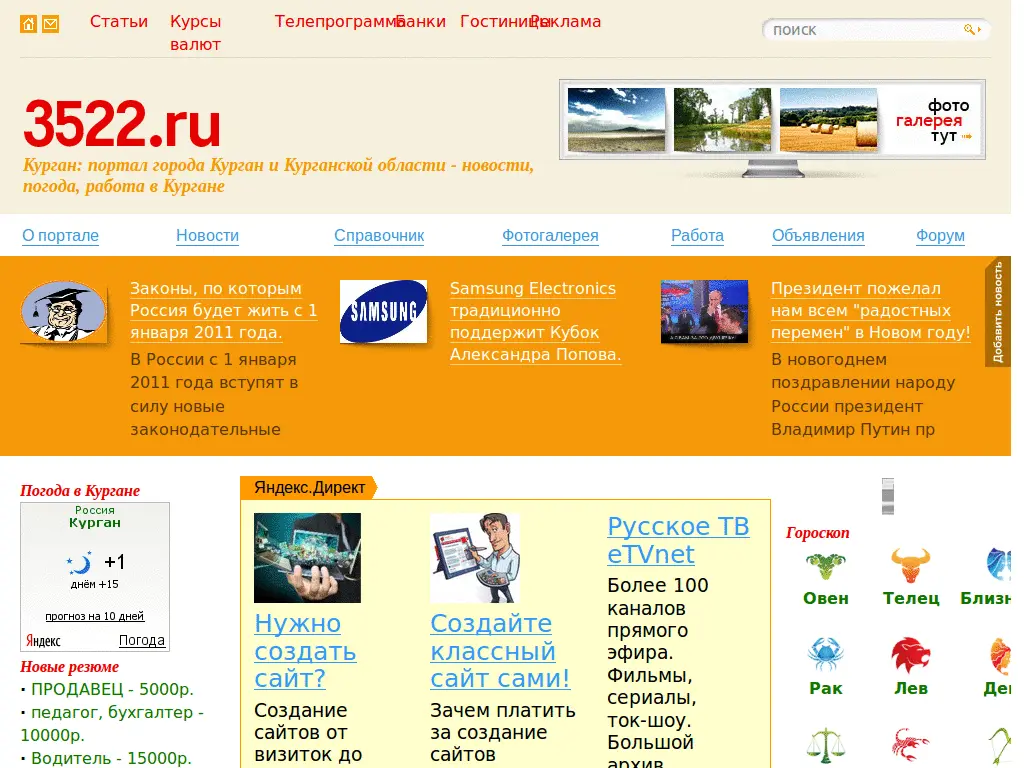 Статьи
Курсы валют
Телепрограмма
Банки
Гостиницы
Реклама
поиск
3522.ru
Курган: портал города Курган и Курганской области - новости,
погода, работа в Кургане
фото
галерея
тут
О портале
Новости
Справочник
Фотогалерея
Работа
Объявления
Форум
Законы, по которым
Россия будет жить с 1
января 2011 года.
В России с 1 января
2011 года вступят в
силу новые
законодательные
SAMSUNG
Samsung Electronics
традиционно
поддержит Кубок
Александра Попова.
Президент пожелал
нам всем "радостных
перемен" в Новом году!
В новогоднем
поздравлении народу
России президент
Владимир Путин пр
Добавить новость
Погода в Кургане
Россия
Курган
+1
днём +15
прогноз на 10 дней
Яндекс
Погода
Новые резюме
· ПРОДАВЕЦ - 5000р.
· педагог, бухгалтер -
10000р.
· Водитель - 15000р.
Яндекс.Директ
Нужно
создать
сайт?
Создание
сайтов от
визиток до
Создайте
классный
сайт сами!
Зачем платить
за создание
сайтов
Русское ТВ
eTVnet
Более 100
каналов
прямого
эфира.
Фильмы,
сериалы,
ток-шоу.
Большой
архив
Гороскоп
Овен
Телец
Близн
Рак
Лев
Де